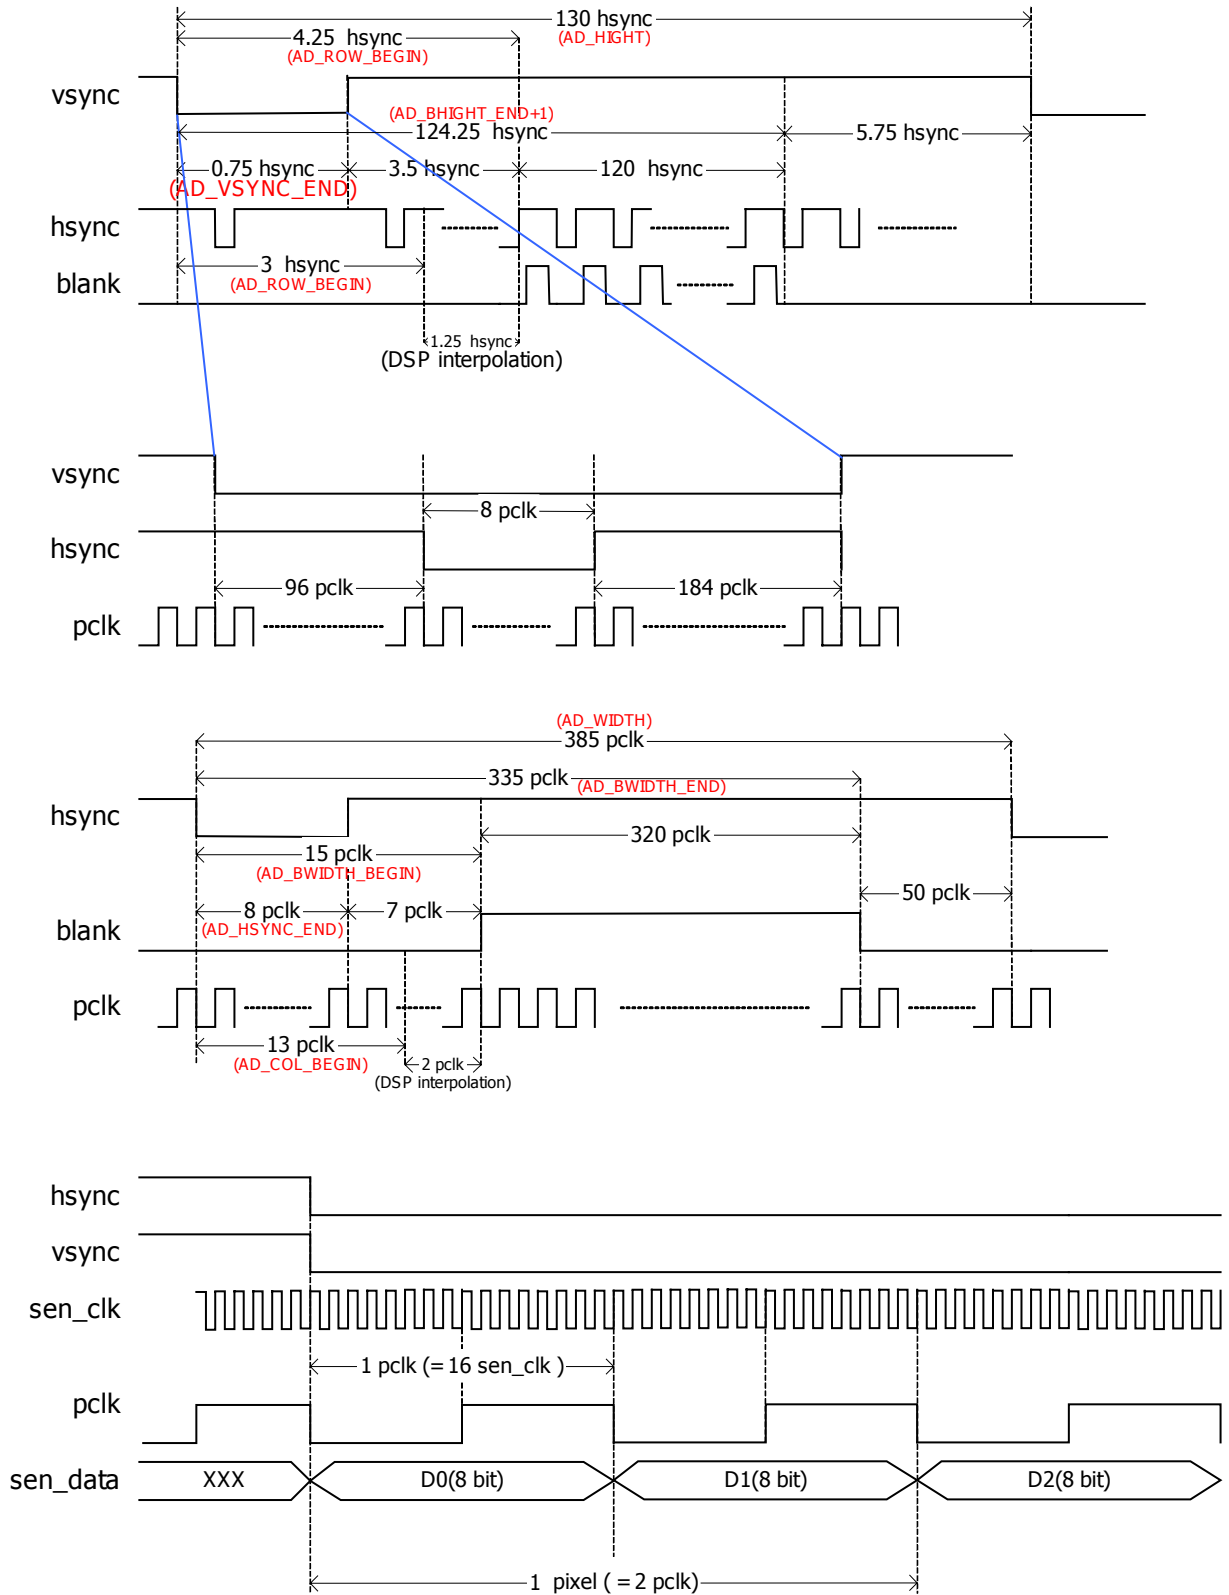 130 hsync
(AD_HIGHT)
4.25 hsync
(AD_ROW_BEGIN)
vsync
(AD_BHIGHT_END+1)
124.25 hsync
5.75 hsync
0.75 hsync
3.5 hsync
120 hsync
(AD_VSYNC_END)
hsync
3 hsync
(AD_ROW_BEGIN)
blank
1.25 hsync
(DSP interpolation)
vsync
8 pclk
hsync
96 pclk
184 pclk
pclk
(AD_WIDTH)
385 pclk
335 pclk
(AD_BWIDTH_END)
hsync
320 pclk
15 pclk
(AD_BWIDTH_BEGIN)
50 pclk
8 pclk
7 pclk
(AD_HSYNC_END)
blank
pclk
13 pclk
(AD_COL_BEGIN)
2 pclk
(DSP interpolation)
hsync
vsync
sen_clk
1 pclk (=16 sen_clk )
pclk
sen_data
XXX
D0(8 bit)
D1(8 bit)
D2(8 bit)
1 pixel ( =2 pclk)